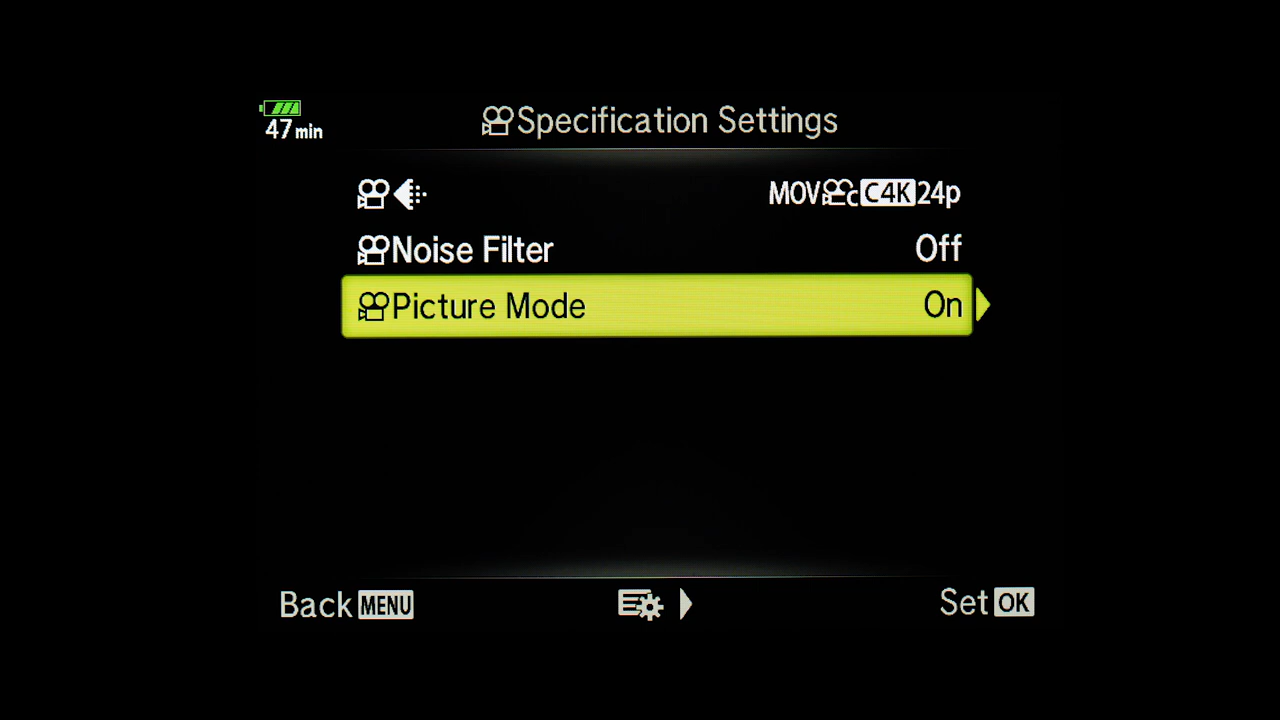 47min
Specification Settings
MOV C C4K 24p
Noise Filter Off
Picture Mode On
Back MENU Set OK